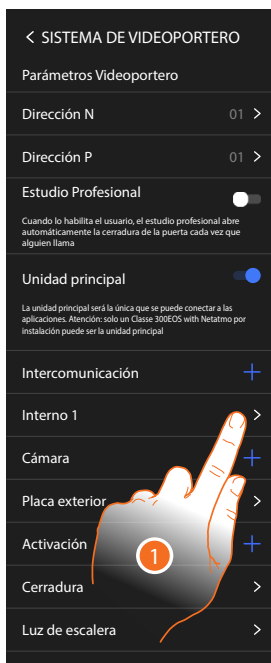 < SISTEMA DE VIDEOPORTERO
Parámetros Videoportero
Dirección N 01 >
Dirección P 01 >
Estudio Profesional
Cuando lo habilita el usuario, el estudio profesional abre
automáticamente la cerradura de la puerta cada vez que
alguien llama
Unidad principal
La unidad principal será la única que se puede conectar a las
aplicaciones. Atención: solo un Classe 300EOS with Netatmo por
instalación puede ser la unidad principal
Intercomunicación +
Interno 1 >
Cámara +
Placa exterior >
Activación +
1
Cerradura >
Luz de escalera >